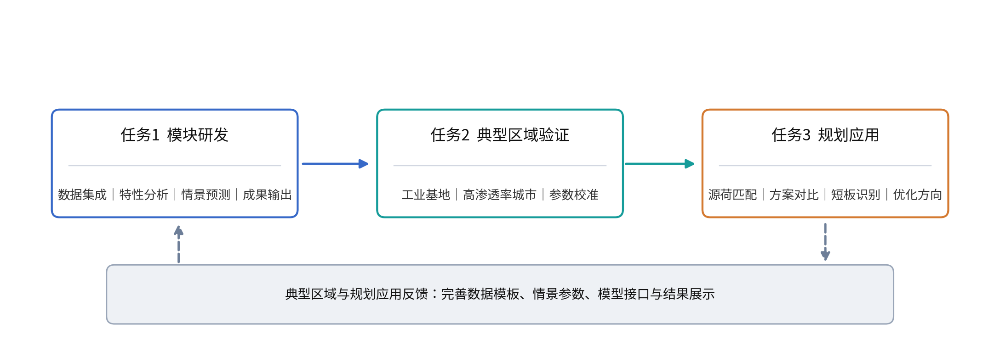 任务1 模块研发
数据集成｜特性分析｜情景预测｜成果输出
任务2 典型区域验证
工业基地｜高渗透率城市｜参数校准
任务3 规划应用
源荷匹配｜方案对比｜短板识别｜优化方向
典型区域与规划应用反馈：完善数据模板、情景参数、模型接口与结果展示